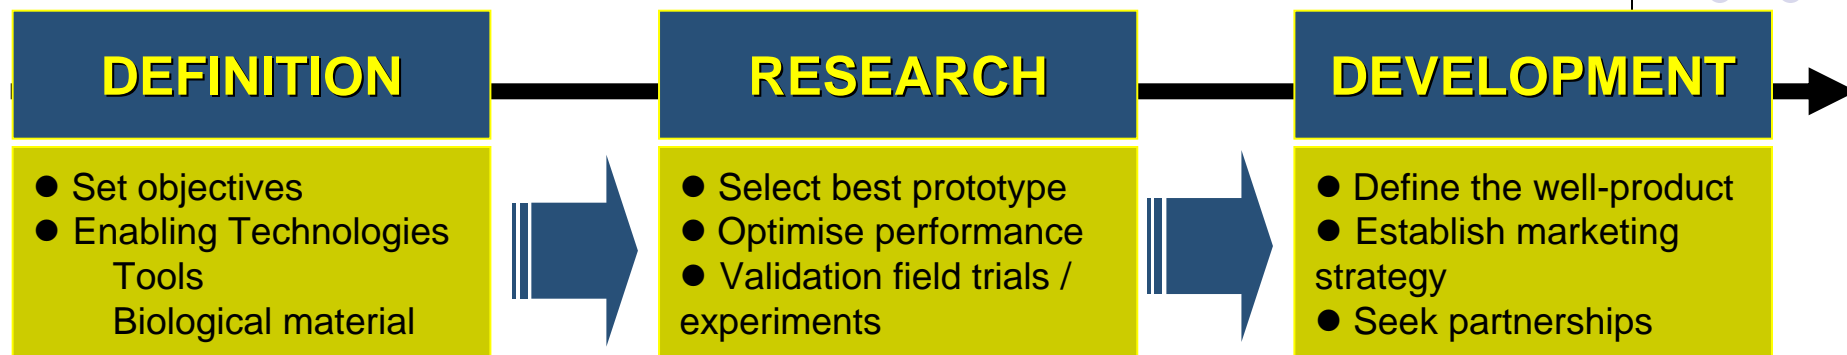 DEFINITION
● Set objectives
● Enabling Technologies
Tools
Biological material
RESEARCH
● Select best prototype
● Optimise performance
● Validation field trials /
experiments
DEVELOPMENT
● Define the well-product
● Establish marketing
strategy
● Seek partnerships